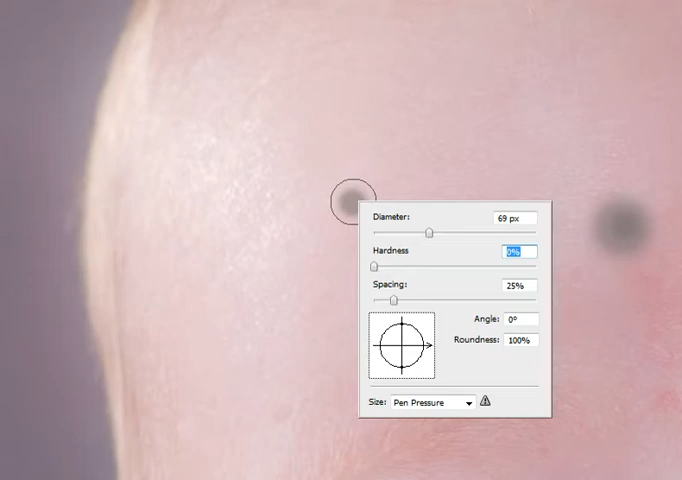 Diameter: 69 px
Hardness 0%
Spacing: 25%
Angle: 0°
Roundness: 100%
Size: Pen Pressure